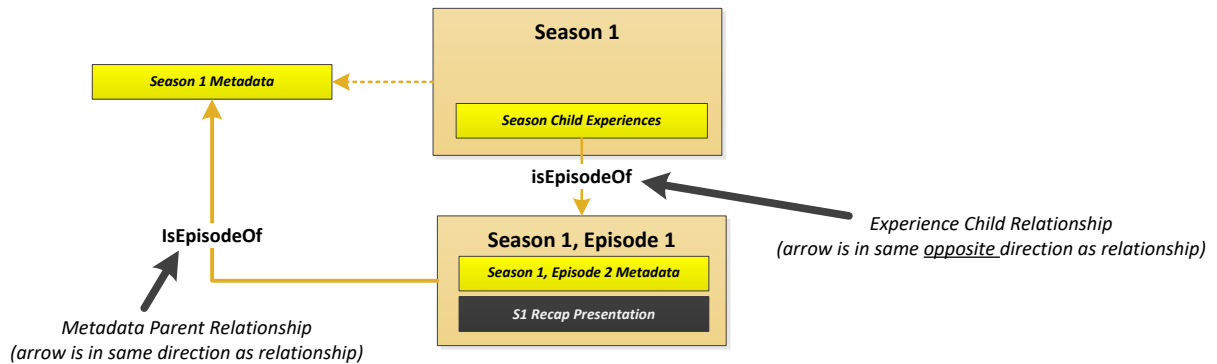 Season 1
Season 1 Metadata
Season Child Experiences
isEpisodeOf
Experience Child Relationship
(arrow is in same opposite direction as relationship)
IsEpisodeOf
Season 1, Episode 1
Season 1, Episode 2 Metadata
S1 Recap Presentation
Metadata Parent Relationship
(arrow is in same direction as relationship)